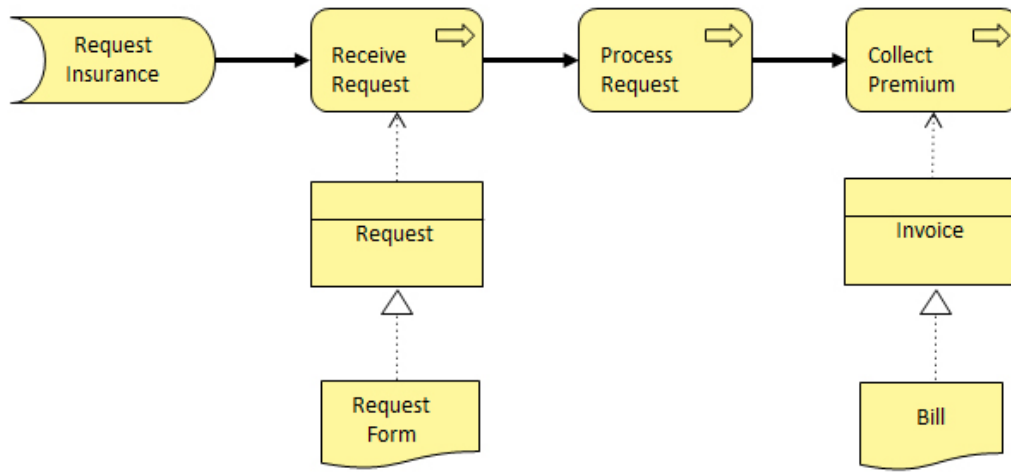 Request
Insurance
Receive
Request
Process
Request
Collect
Premium
Request
Invoice
Request
Form
Bill